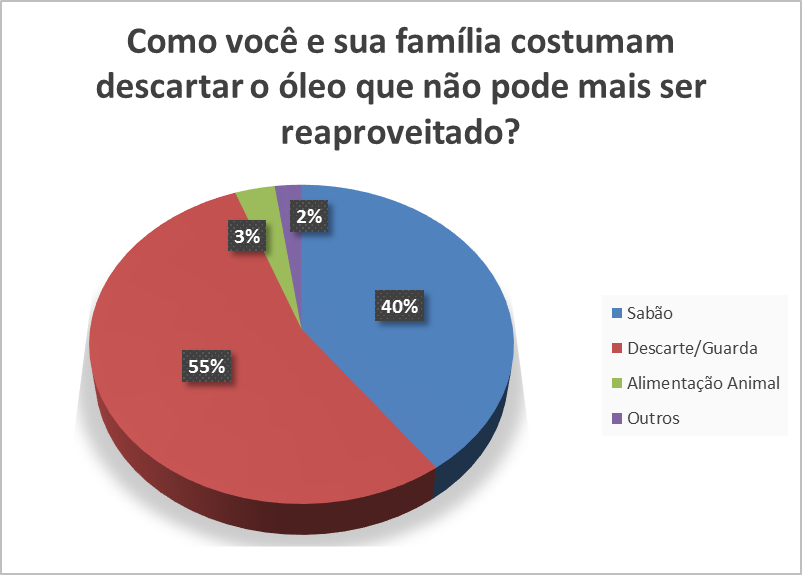 Como você e sua família costumam
descartar o óleo que não pode mais ser
reaproveitado?
3%
2%
40%
55%
Sabão
Descarte/Guarda
Alimentação Animal
Outros